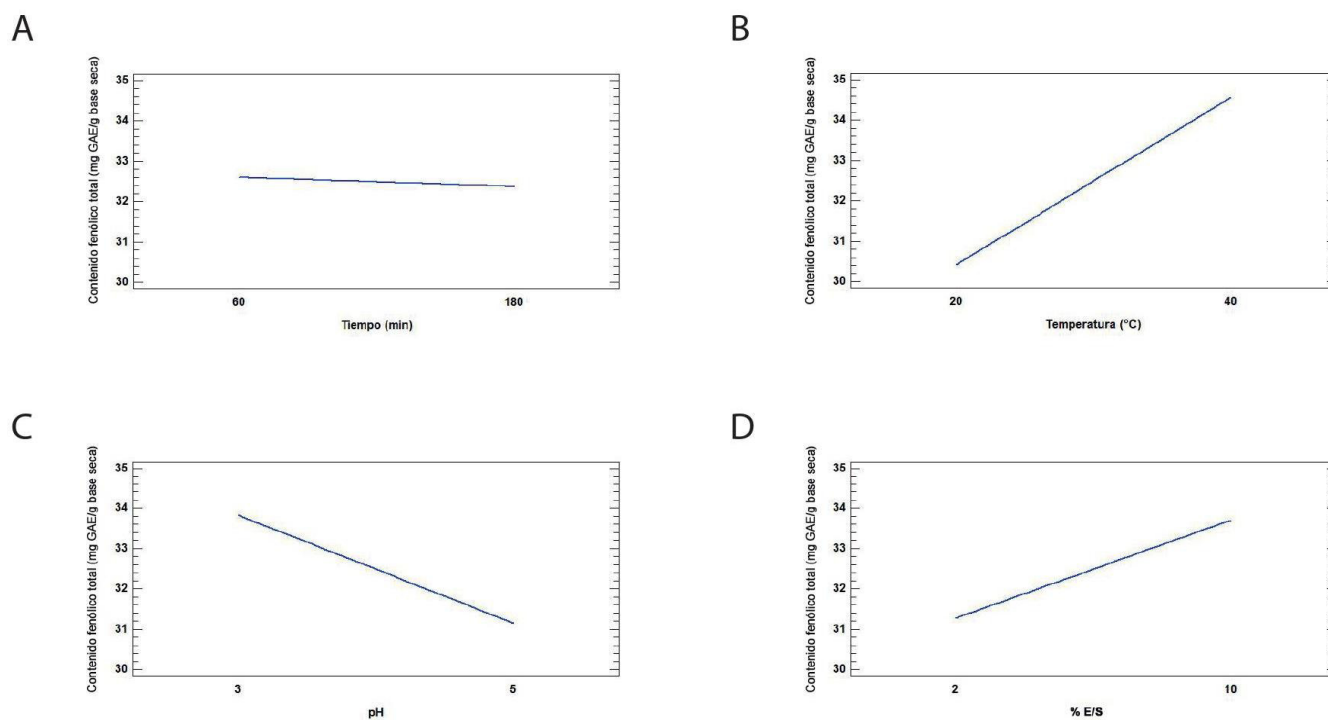 A
Contenido fenólico total (mg GAE/g base seca)
35
34
33
32
31
30
60
180
Tiempo (min)
B
Contenido fenólico total (mg GAE/g base seca)
35
34
33
32
31
30
20
40
Temperatura (°C)
C
Contenido fenólico total (mg GAE/g base seca)
35
34
33
32
31
30
3
5
pH
D
Contenido fenólico total (mg GAE/g base seca)
35
34
33
32
31
30
2
10
% E/S